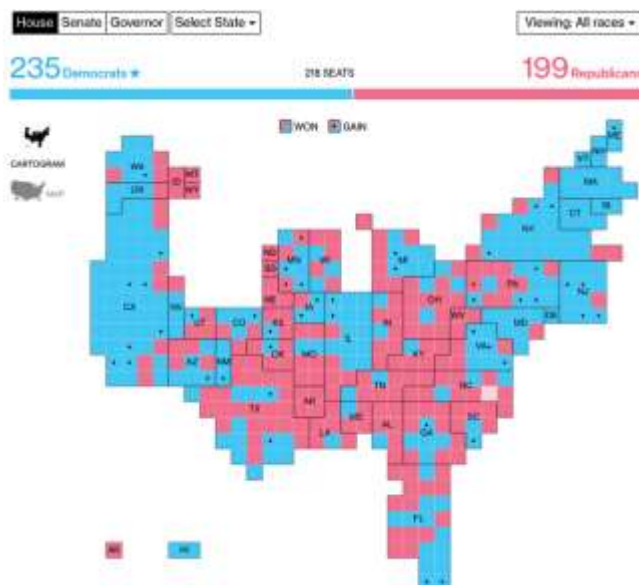 House Senate Governor Select State Viewing: All races
235 Democrats ★ 218 SEATS 199 Republicans
WON GAIN
CARTOGRAM
MAP
ME
VT NH
WA MA
ID MT
OR WY
CT RI
NY
ND MN WI MI
SD
PA NJ
CA NV NE IA OH
UT CO KS IL IN WV MD DE
VA
AZ NM OK MO KY
TN NC
TX AR
MS AL GA SC
LA
FL
AK HI